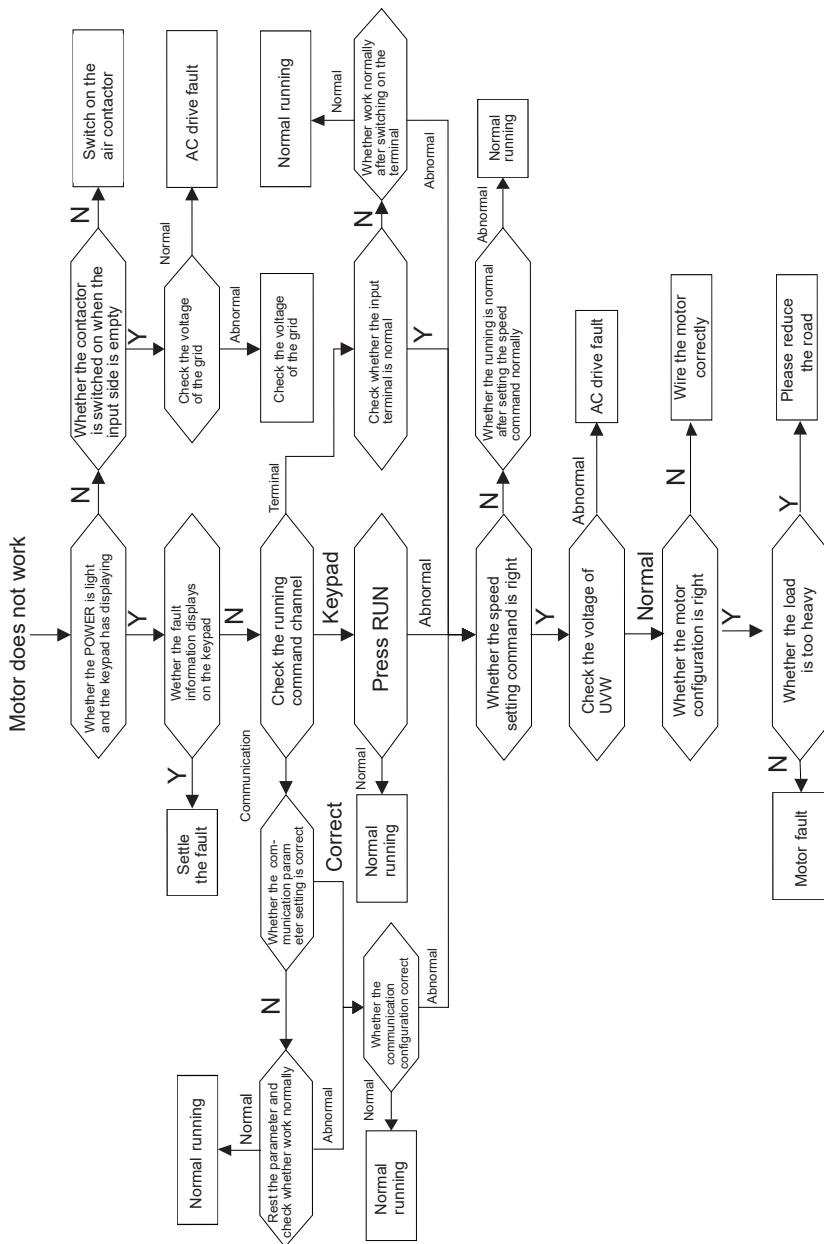 Motor does not work
Whether the POWER is light
and the keypad has displaying
N
Whether the contactor
is switched on when the
input side is empty
N
Switch on the
air contactor
Y
Y
Wether the fault
information displays
on the keypad
Y
Settle
the fault
Check the voltage
of the grid
Normal
AC drive fault
N
Abnormal
Check the voltage
of the grid
Check the running
command channel
Communication
Terminal
Keypad
Whether the com-
munication param
eter setting is correct
N
Correct
Rest the parameter and
check whether work normally
Normal
Normal running
Abnormal
Whether the
communication
configuration correct
Normal
Normal
running
Abnormal
Press RUN
Normal
Normal
running
Abnormal
Check whether the input
terminal is normal
N
Y
Whether work normally
after switching on the
terminal
Normal
Normal running
Abnormal
Whether the speed
setting command is right
N
Whether the running is normal
after setting the speed
command normally
Abnormal
Normal
running
Y
Check the voltage of
UVW
Abnormal
AC drive fault
Normal
Whether the motor
configuration is right
N
Wire the motor
correctly
Y
Whether the load
is too heavy
Y
Please reduce
the road
N
Motor fault